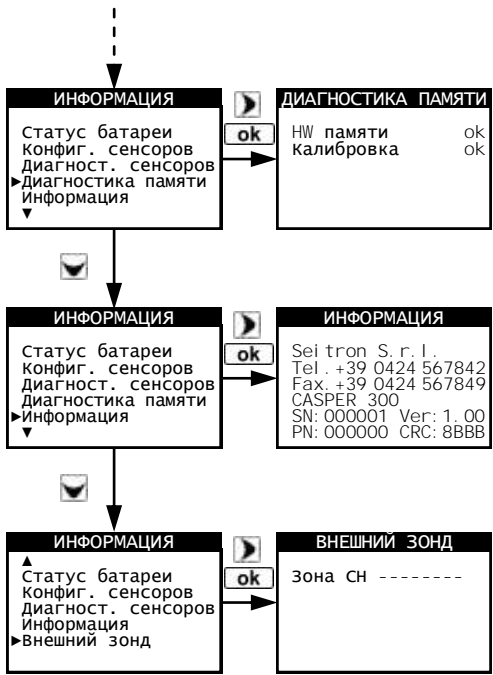 ИНФОРМАЦИЯ
Статус батареи
Конфиг. сенсоров
Диагност. сенсоров
▶Диагностика памяти
Информация
▼
ok
ДИАГНОСТИКА ПАМЯТИ
HW памяти ok
Калибровка ok
ИНФОРМАЦИЯ
Статус батареи
Конфиг. сенсоров
Диагност. сенсоров
Диагностика памяти
▶Информация
▼
ok
ИНФОРМАЦИЯ
Seitron S.r.l.
Tel.+39 0424 567842
Fax.+39 0424 567849
CASPER 300
SN:000001 Ver:1.00
PN:000000 CRC:8BBB
ИНФОРМАЦИЯ
▲
Статус батареи
Конфиг. сенсоров
Диагност. сенсоров
Информация
▶Внешний зонд
ok
ВНЕШНИЙ ЗОНД
Зона CH --------